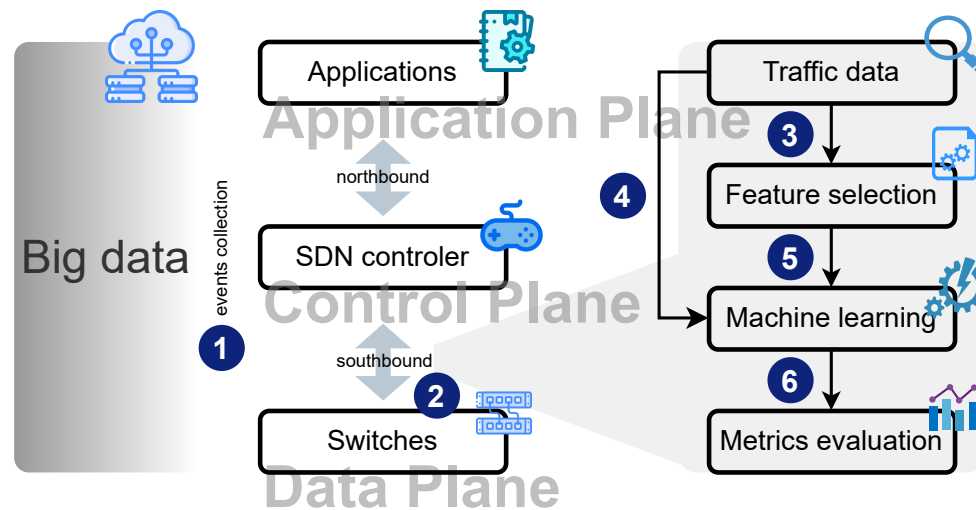 Big data
events collection
1
Applications
Application Plane
northbound
SDN controler
Control Plane
southbound
2
Switches
Data Plane
Traffic data
3
4
Feature selection
5
Machine learning
6
Metrics evaluation